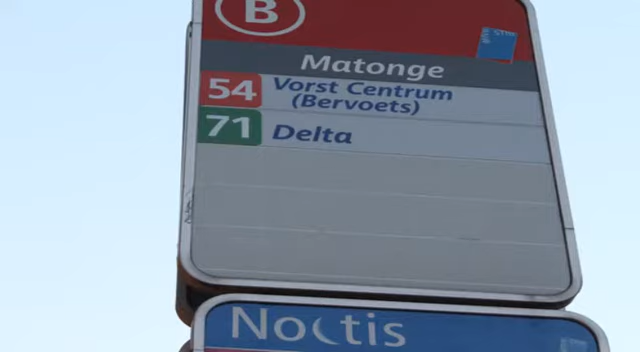 B
Matonge
54 Vorst Centrum
(Bervoets)
71 Delta
Noctis